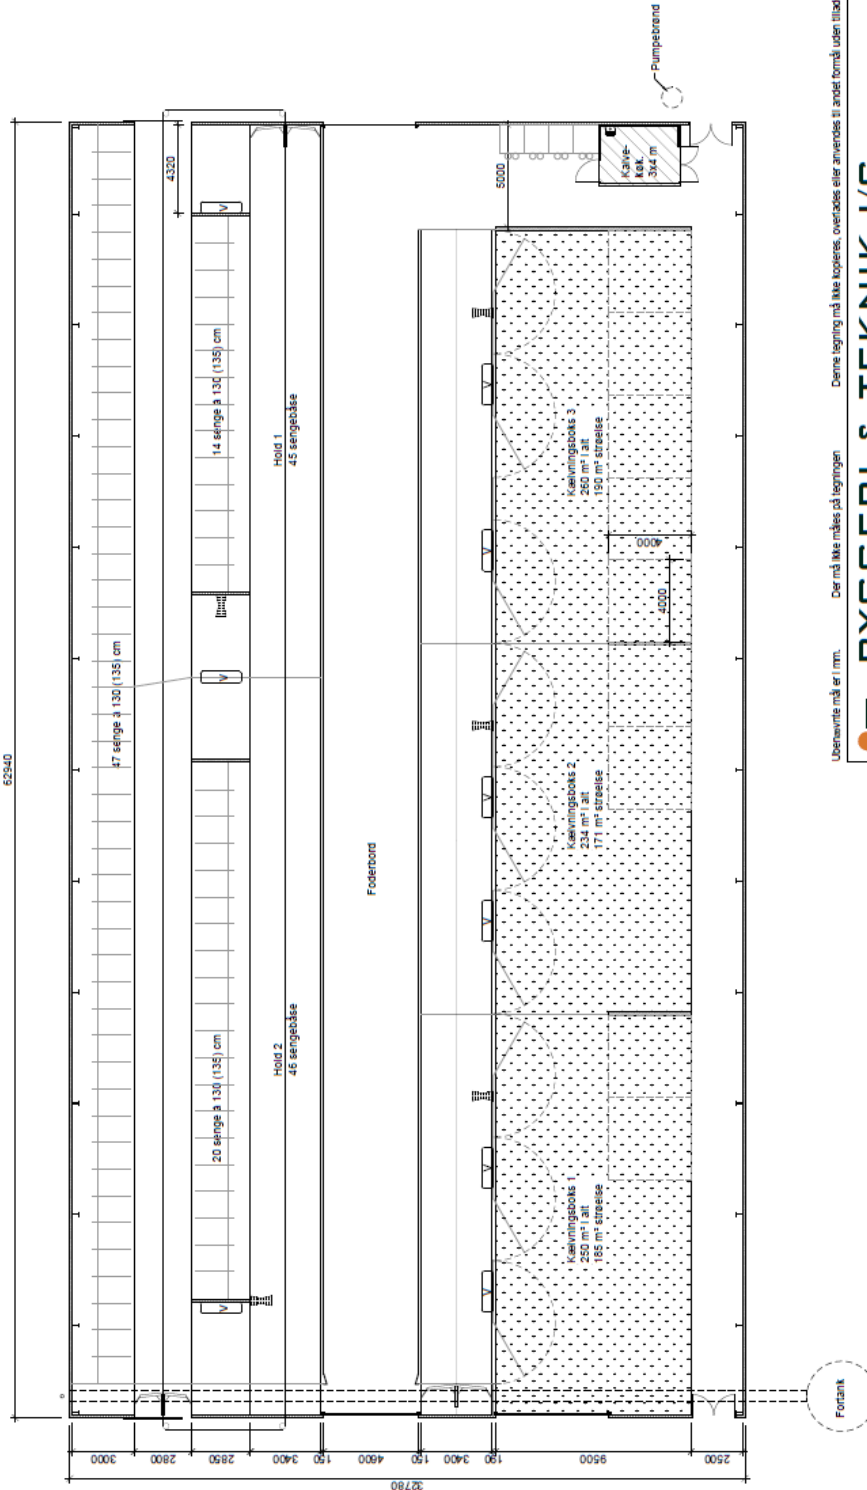 62940
4320
47 senge a 130 (135) cm
14 senge à 130 (135) cm
20 senge a 130 (135) cm
Hold 1
45 sengebåse
Hold 2
46 sengebåse
Foderbord
5000
Kælvningsboks 3
260 m² i alt
190 m² strøelse
Kælvningsboks 2
234 m² i alt
171 m² strøelse
Kælvningsboks 1
250 m² i alt
185 m² strøelse
4000
4000
Kalve-
køk.
3x4 m
Pumpebrønd
Fortank
V
V
V
V
V
V
V
V
V
3000
2800
2850
3400
150
4600
150
3400
9500
2500
32780
Ubenævnte mål er i mm.
Der må ikke måles på tegningen
Denne tegning må ikke kopieres, overlades eller anvendes til andet formål uden tillad